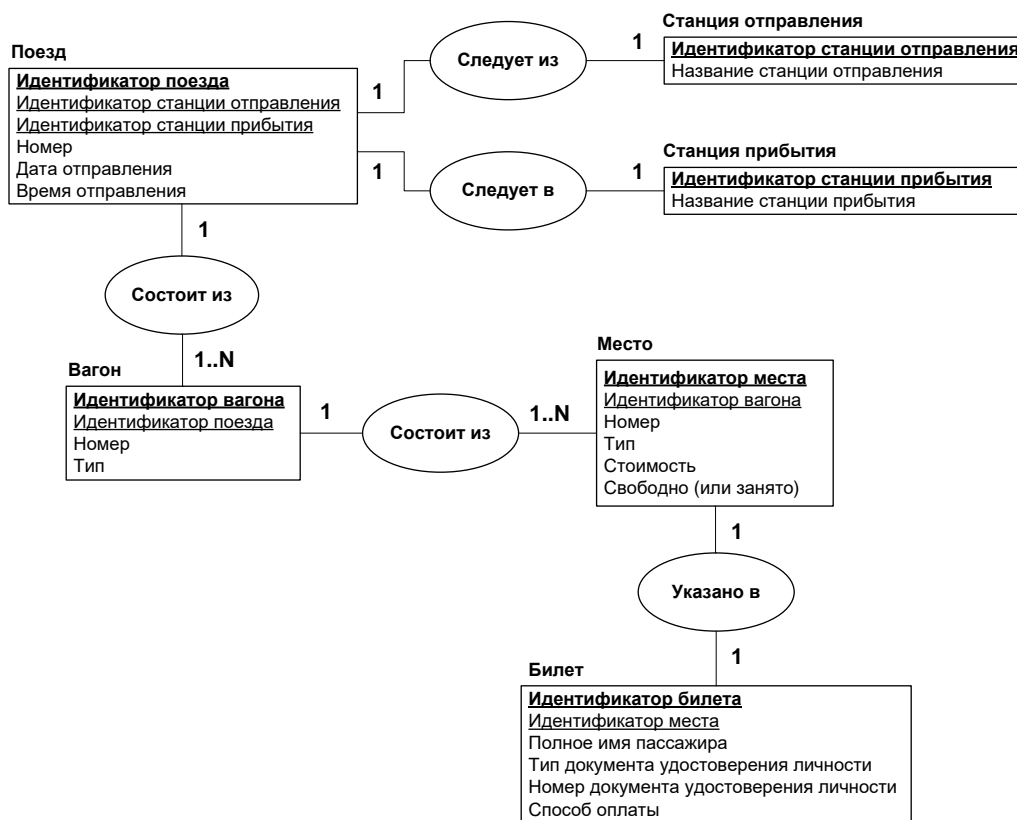 Станция отправления
Идентификатор станции отправления
Название станции отправления
Следует из
1
1
Поезд
Идентификатор поезда
Идентификатор станции отправления
Идентификатор станции прибытия
Номер
Дата отправления
Время отправления
Станция прибытия
Идентификатор станции прибытия
Название станции прибытия
Следует в
1
1
1
Состоит из
1..N
Вагон
Идентификатор вагона
Идентификатор поезда
Номер
Тип
1
Состоит из
1..N
Место
Идентификатор места
Идентификатор вагона
Номер
Тип
Стоимость
Свободно (или занято)
1
Указано в
1
Билет
Идентификатор билета
Идентификатор места
Полное имя пассажира
Тип документа удостоверения личности
Номер документа удостоверения личности
Способ оплаты